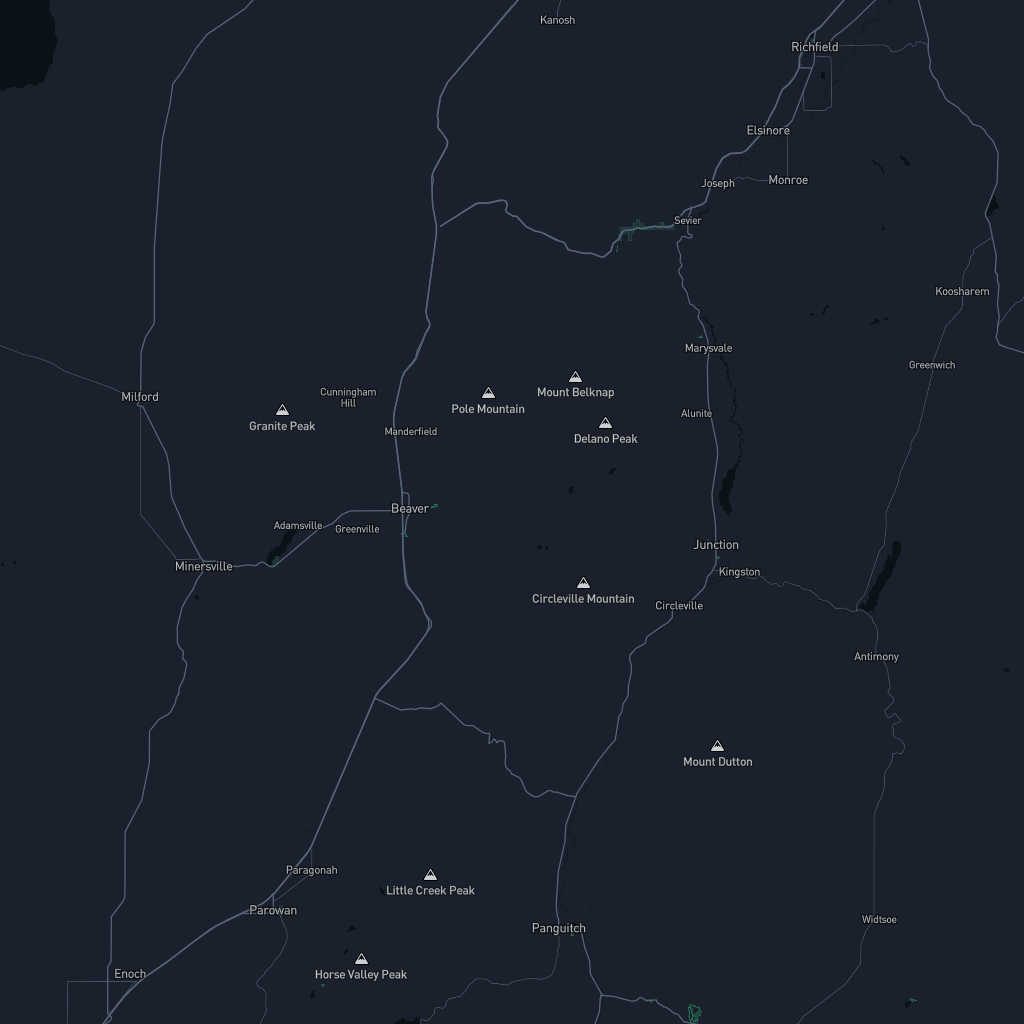 Kanosh
Richfield
Elsinore
Joseph
Monroe
Sevier
Koosharem
Marysvale
Greenwich
Mount Belknap
Milford
Cunningham
Hill
Pole Mountain
Alunite
Granite Peak
Manderfield
Delano Peak
Beaver
Adamsville
Greenville
Junction
Minersville
Kingston
Circleville Mountain
Circleville
Antimony
Mount Dutton
Paragonah
Little Creek Peak
Parowan
Widtsoe
Panguitch
Enoch
Horse Valley Peak